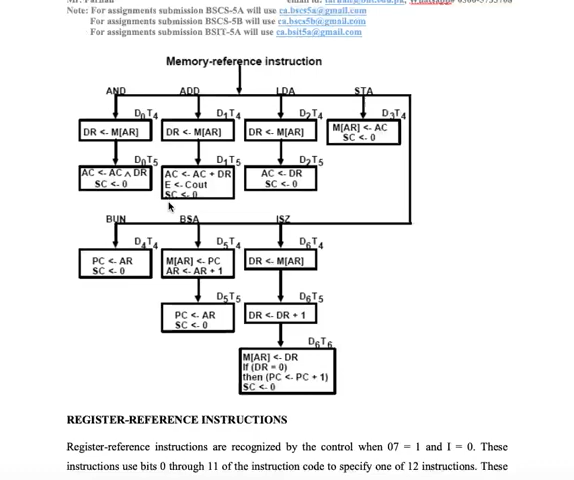 Note: For assignments submission BSCS-5A will use ca.bscs5a@gmail.com
For assignments submission BSCS-5B will use ca.bscs5b@gmail.com
For assignments submission BSIT-5A will use ca.bsit5a@gmail.com
Memory-reference instruction
AND ADD LDA STA
D0T4 D1T4 D2T4 D3T4
DR <- M[AR] DR <- M[AR] DR <- M[AR] M[AR] <- AC
SC <- 0
D0T5 D1T5 D2T5
AC <- AC ∧ DR AC <- AC + DR AC <- DR
SC <- 0 E <- Cout SC <- 0
SC <- 0
BUN BSA ISZ
D4T4 D5T4 D6T4
PC <- AR M[AR] <- PC DR <- M[AR]
SC <- 0 AR <- AR + 1
D5T5 D6T5
PC <- AR DR <- DR + 1
SC <- 0
D6T6
M[AR] <- DR
If (DR = 0)
then (PC <- PC + 1)
SC <- 0
REGISTER-REFERENCE INSTRUCTIONS
Register-reference instructions are recognized by the control when 07 = 1 and I = 0. These
instructions use bits 0 through 11 of the instruction code to specify one of 12 instructions. These